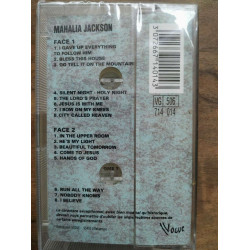 MAHALIA JACKSON
FACE 1
1. I GAVE UP EVERYTHING
TO FOLLOW HIM
2. BLESS THIS HOUSE
3. GO TELL IT ON THE MOUNTAIN
4. SILENT NIGHT - HOLY NIGHT
5. THE LORD'S PRAYER
6. JESUS IS WITH ME
7. I BOW ON MY KNEES
8. CITY CALLED HEAVEN
FACE 2
1. IN THE UPPER ROOM
2. HE'S MY LIGHT
3. BEAUTIFUL TOMORROW
4. COME TO JESUS
5. HANDS OF GOD
6. RUN ALL THE WAY
7. NOBODY KNOWS
8. I BELIEVE
VG 506
714 014
Vogue